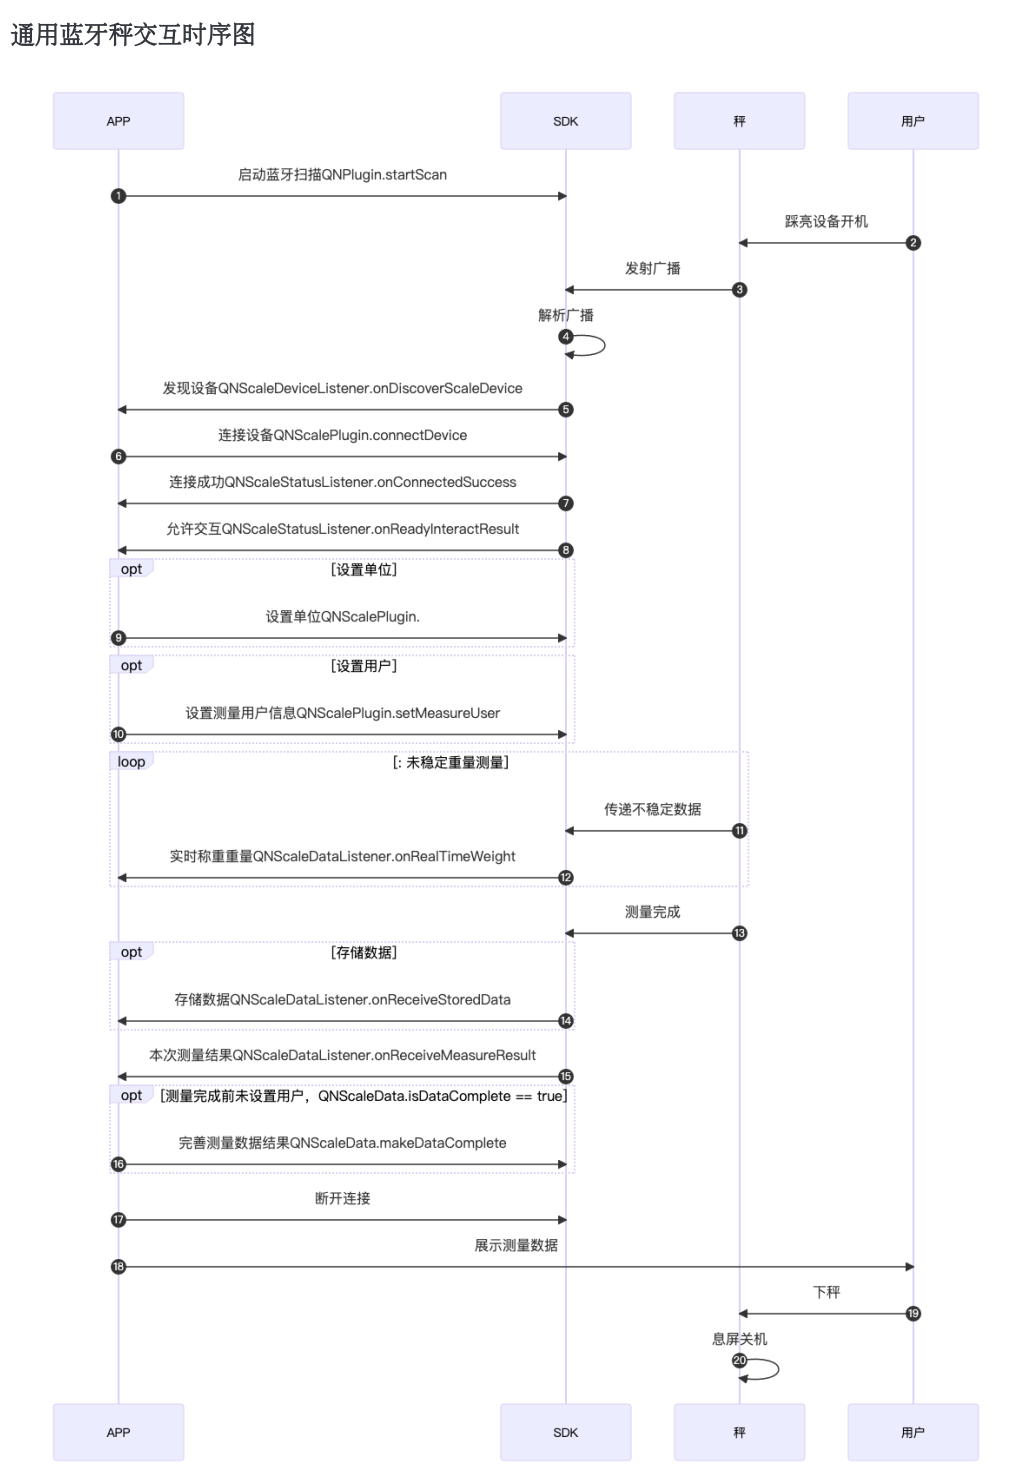 通用蓝牙秤交互时序图
APP
SDK
秤
用户
启动蓝牙扫描QNPlugin.startScan
1
踩亮设备开机
2
发射广播
3
解析广播
4
发现设备QNScaleDeviceListener.onDiscoverScaleDevice
5
连接设备QNScalePlugin.connectDevice
6
连接成功QNScaleStatusListener.onConnectedSuccess
7
允许交互QNScaleStatusListener.onReadyInteractResult
8
opt
[设置单位]
设置单位QNScalePlugin.
9
opt
[设置用户]
设置测量用户信息QNScalePlugin.setMeasureUser
10
loop
[: 未稳定重量测量]
传递不稳定数据
11
实时称重重量QNScaleDataListener.onRealTimeWeight
12
测量完成
13
opt
[存储数据]
存储数据QNScaleDataListener.onReceiveStoredData
14
本次测量结果QNScaleDataListener.onReceiveMeasureResult
15
opt
[测量完成前未设置用户，QNScaleData.isDataComplete == true]
完善测量数据结果QNScaleData.makeDataComplete
16
断开连接
17
展示测量数据
18
下秤
19
息屏关机
20
APP
SDK
秤
用户